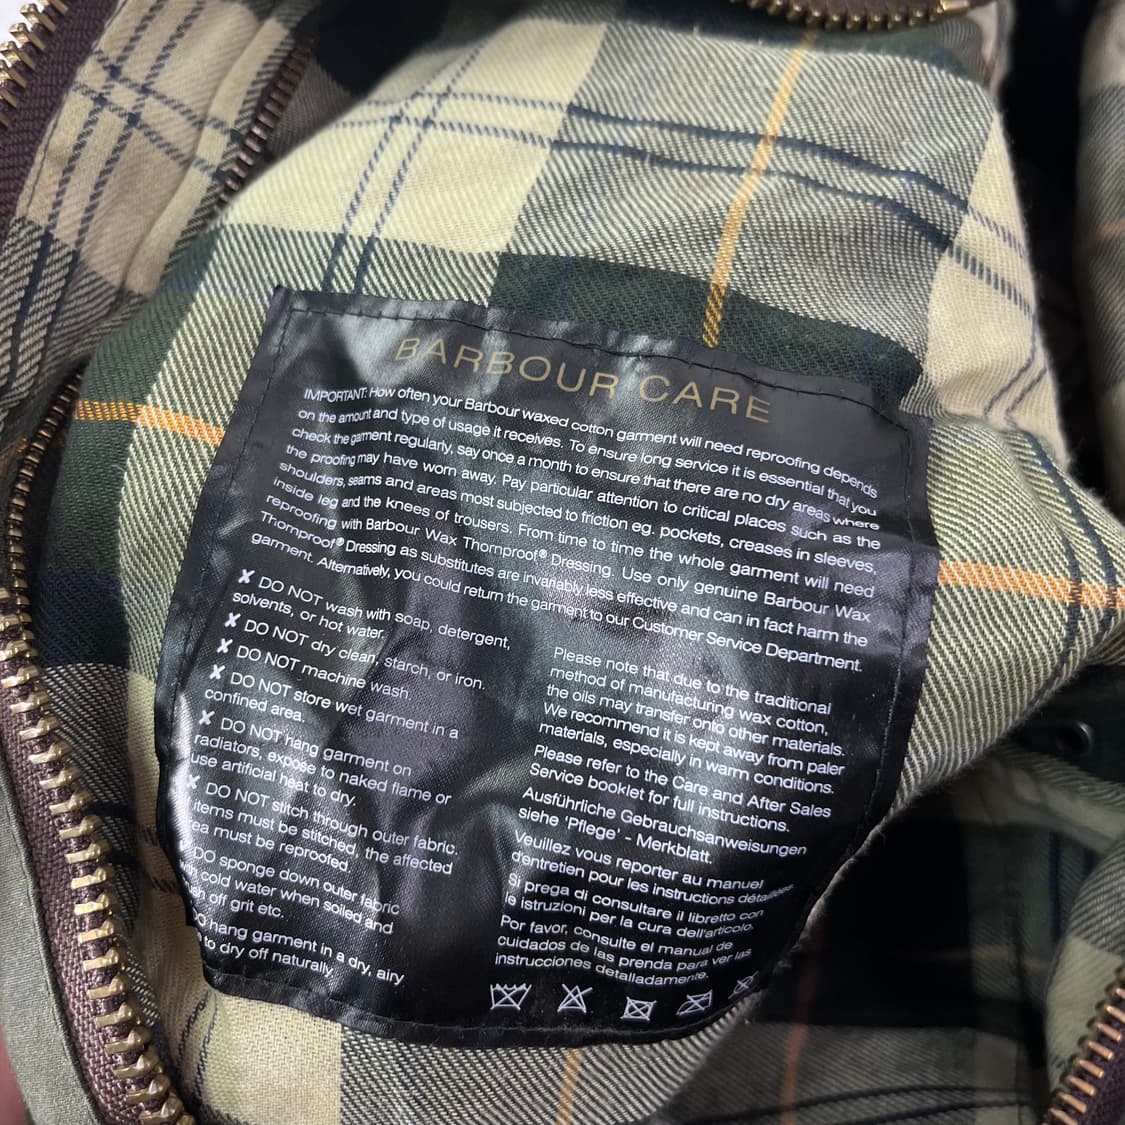 BARBOUR CARE
IMPORTANT: How often your Barbour waxed cotton garment will need reproofing depends
on the amount and type of usage it receives. To ensure long service it is essential that you
check the garment regularly, say once a month to ensure that there are no dry areas where
the proofing may have worn away. Pay particular attention to critical places such as the
shoulders, seams and areas most subjected to friction eg. pockets, creases in sleeves,
inside leg and the knees of trousers. From time to time the whole garment will need
reproofing with Barbour Wax Thornproof® Dressing. Use only genuine Barbour Wax
Thornproof® Dressing as substitutes are invariably less effective and can in fact harm the
garment. Alternatively, you could return the garment to our Customer Service Department.
✘ DO NOT wash with soap, detergent,
solvents, or hot water.
✘ DO NOT dry clean, starch, or iron.
✘ DO NOT machine wash.
✘ DO NOT store wet garment in a
confined area.
✘ DO NOT hang garment on
radiators, expose to naked flame or
use artificial heat to dry.
✘ DO NOT stitch through outer fabric.
items must be stitched, the affected
must be reproofed.
DO sponge down outer fabric
cold water when soiled and
off grit etc.
hang garment in a dry, airy
to dry off naturally.
Please note that due to the traditional
method of manufacturing wax cotton,
the oils may transfer onto other materials.
We recommend it is kept away from paler
materials, especially in warm conditions.
Please refer to the Care and After Sales
Service booklet for full instructions.
Ausführliche Gebrauchsanweisungen
siehe 'Pflege' - Merkblatt.
Veuillez vous reporter au manuel
d'entretien pour les instructions détaillées
Si prega di consultare il libretto con
le istruzioni per la cura dell'articolo.
Por favor, consulte el manual de
cuidados de las prenda para ver las
instrucciones detalladamente.